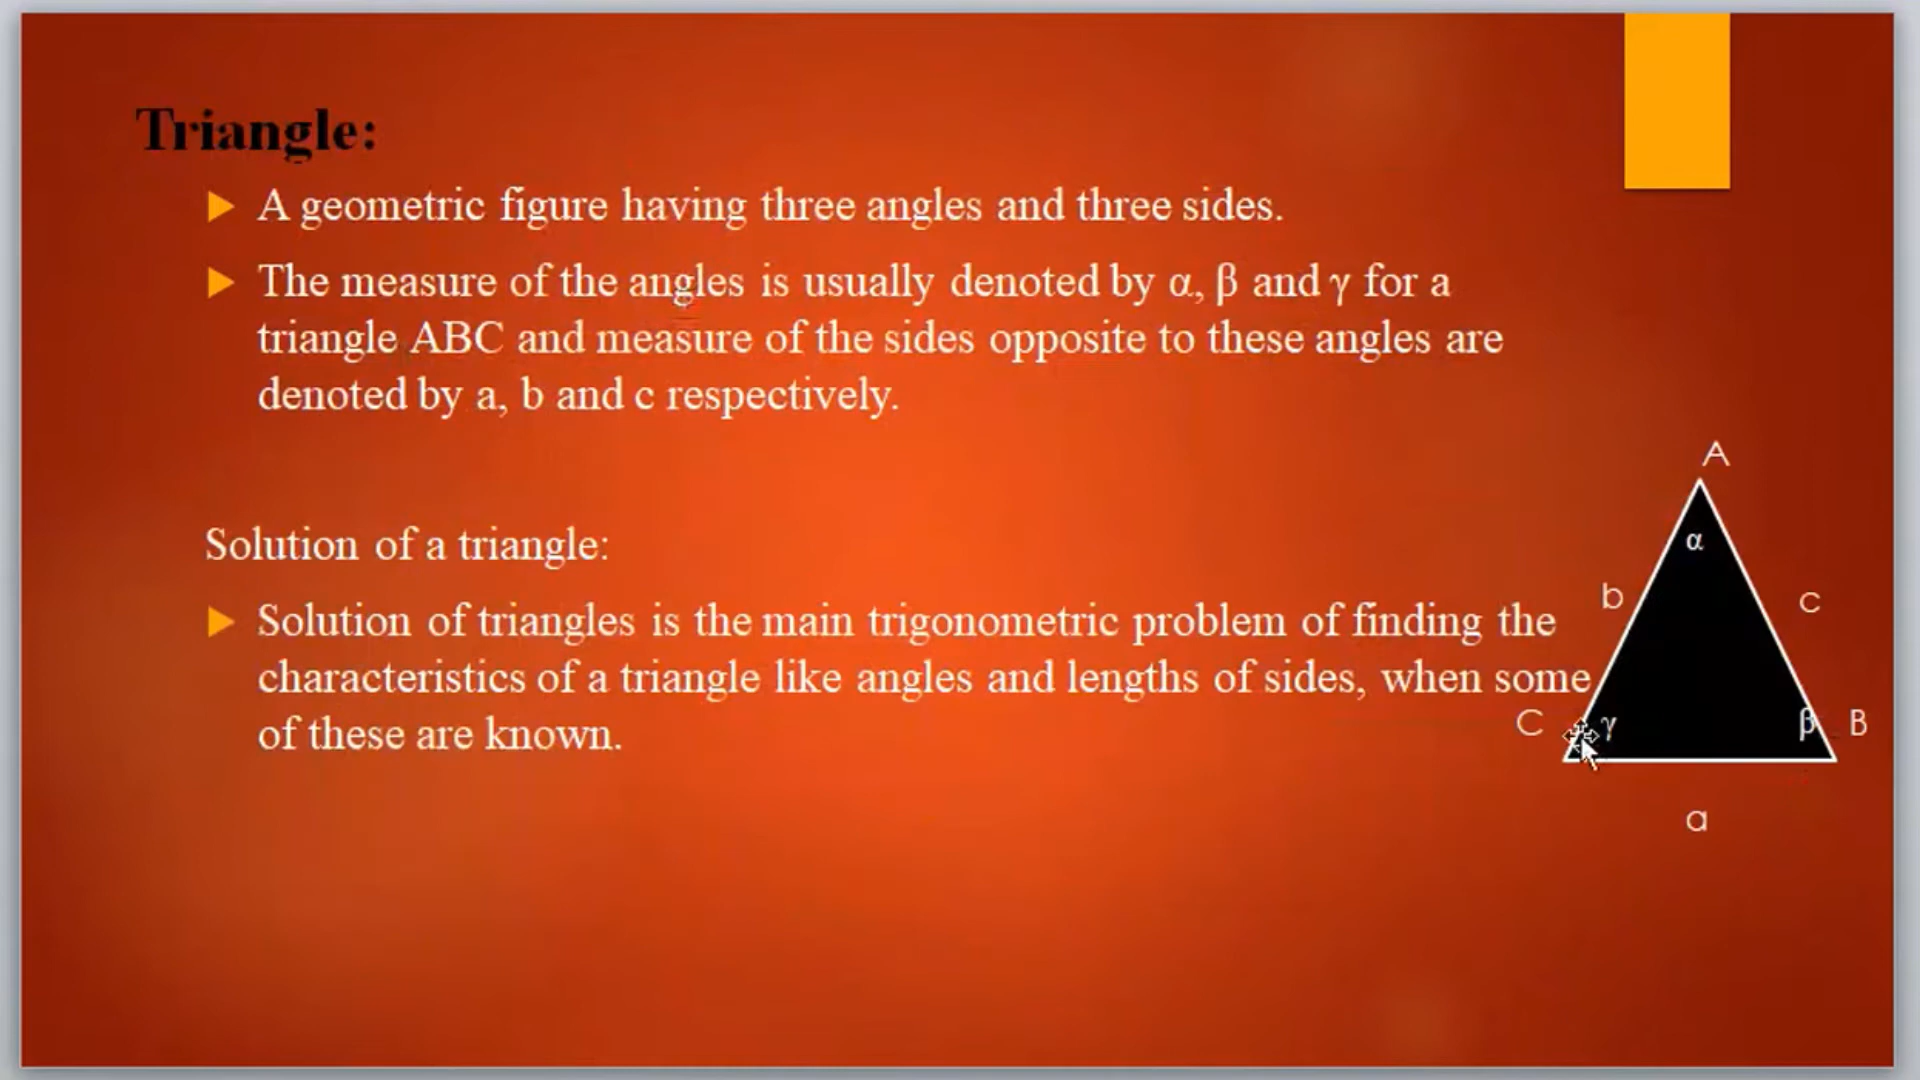 Triangle:
A geometric figure having three angles and three sides.
The measure of the angles is usually denoted by α, β and γ for a
triangle ABC and measure of the sides opposite to these angles are
denoted by a, b and c respectively.
Solution of a triangle:
Solution of triangles is the main trigonometric problem of finding the
characteristics of a triangle like angles and lengths of sides, when some
of these are known.
A
α
b
c
C
γ
β
B
a